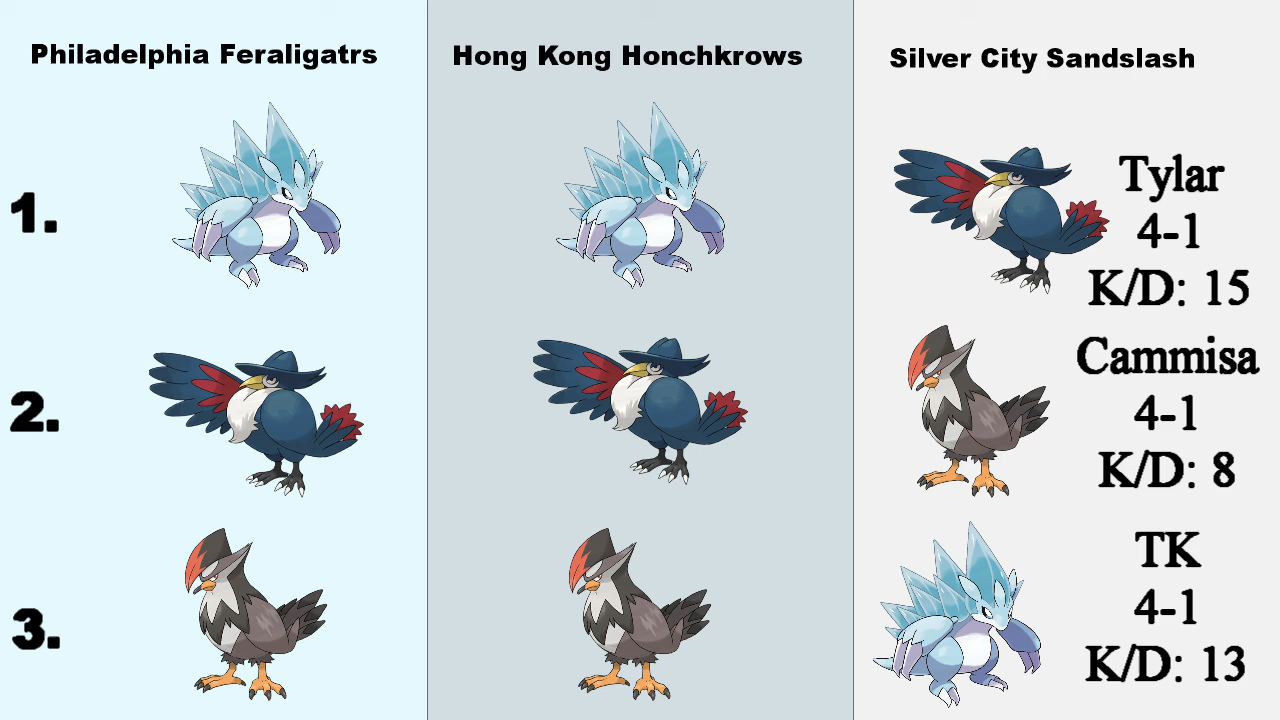 Philadelphia Feraligatrs
Hong Kong Honchkrows
Silver City Sandslash
1.
Tylar
4-1
K/D: 15
2.
Cammisa
4-1
K/D: 8
3.
TK
4-1
K/D: 13